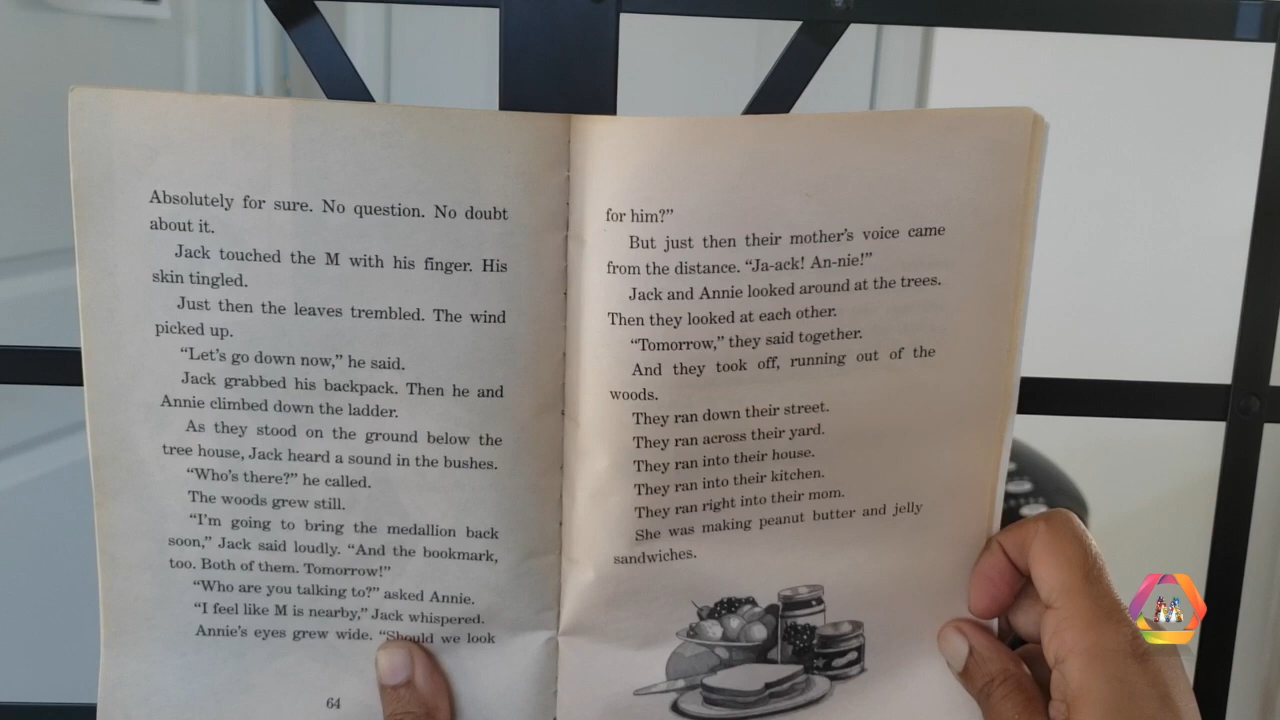 Absolutely for sure. No question. No doubt
about it.
Jack touched the M with his finger. His
skin tingled.
Just then the leaves trembled. The wind
picked up.
“Let’s go down now,” he said.
Jack grabbed his backpack. Then he and
Annie climbed down the ladder.
As they stood on the ground below the
tree house, Jack heard a sound in the bushes.
“Who’s there?” he called.
The woods grew still.
“I’m going to bring the medallion back
soon,” Jack said loudly. “And the bookmark,
too. Both of them. Tomorrow!”
“Who are you talking to?” asked Annie.
“I feel like M is nearby,” Jack whispered.
Annie’s eyes grew wide. “Should we look
64
for him?”
But just then their mother’s voice came
from the distance. “Ja-ack! An-nie!”
Jack and Annie looked around at the trees.
Then they looked at each other.
“Tomorrow,” they said together.
And they took off, running out of the
woods.
They ran down their street.
They ran across their yard.
They ran into their house.
They ran into their kitchen.
They ran right into their mom.
She was making peanut butter and jelly
sandwiches.
M